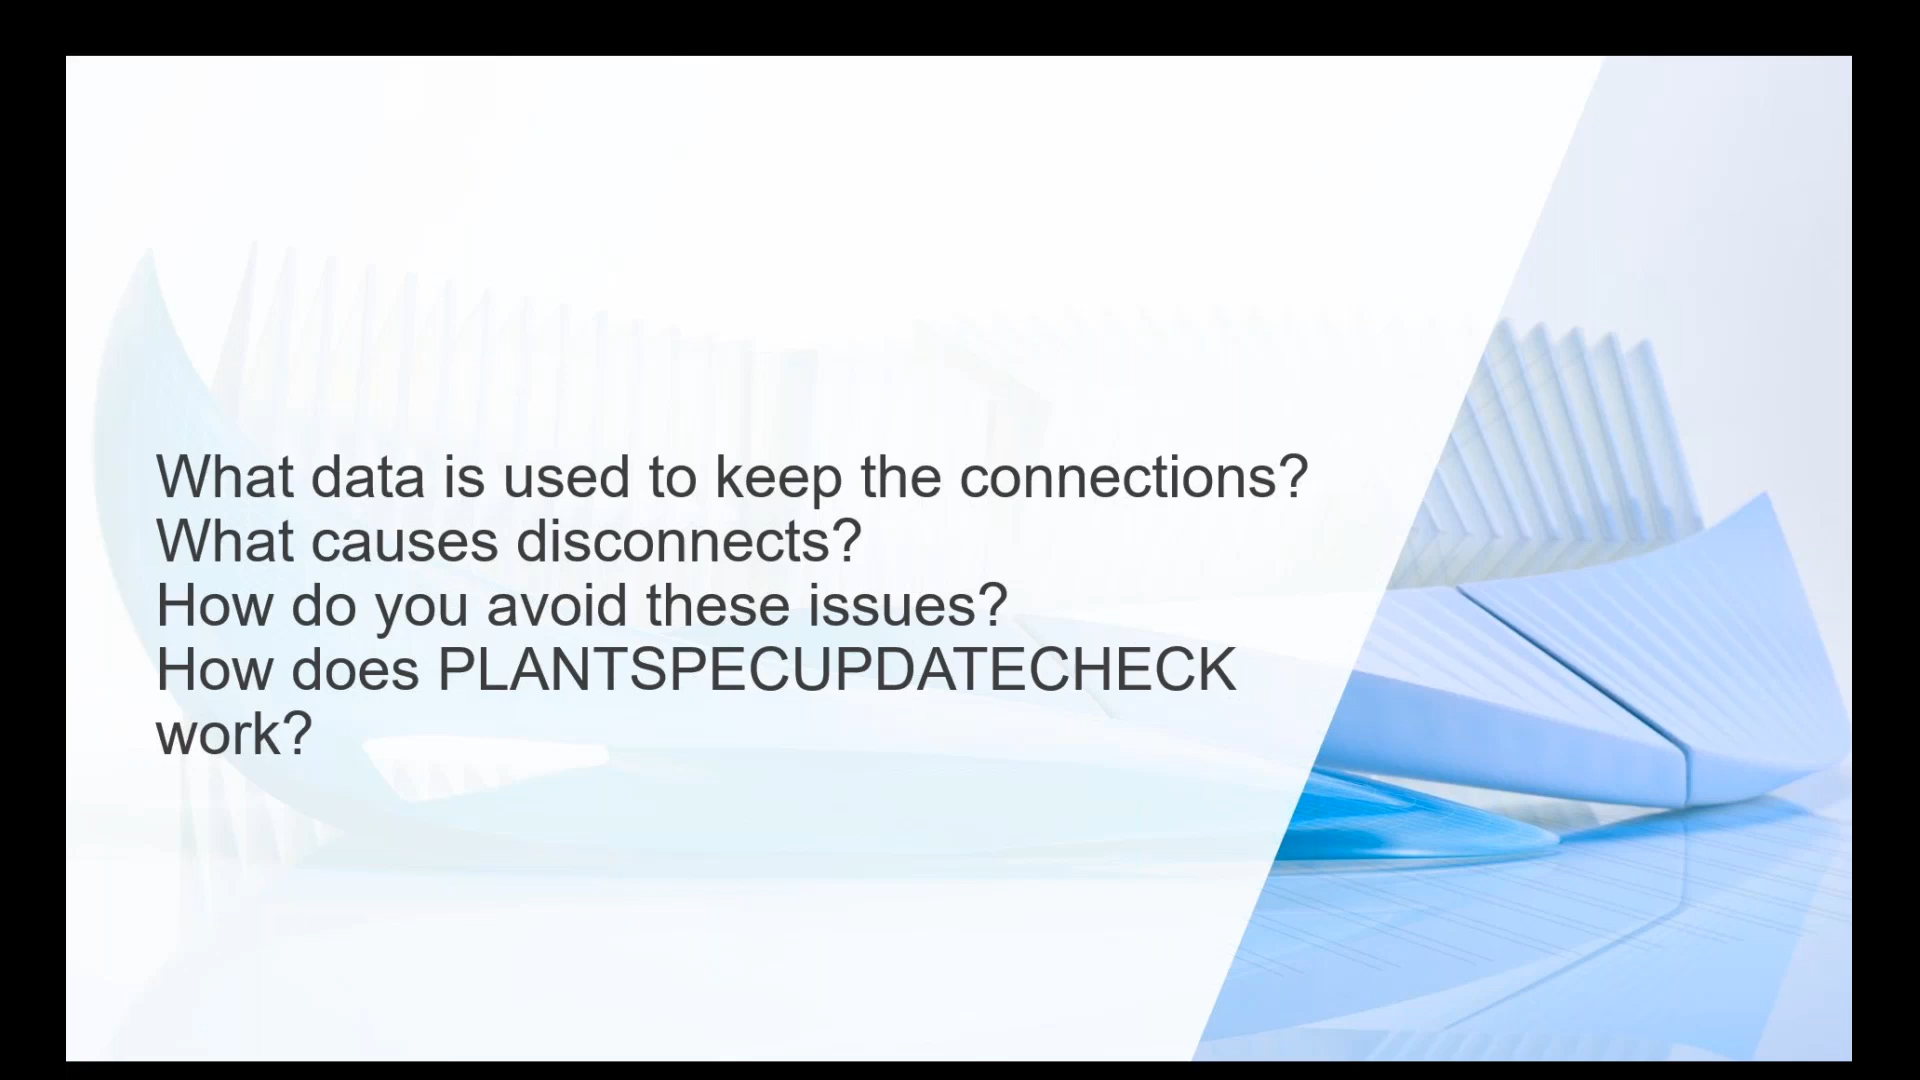 What data is used to keep the connections?
What causes disconnects?
How do you avoid these issues?
How does PLANTSPECUPDATECHECK
work?